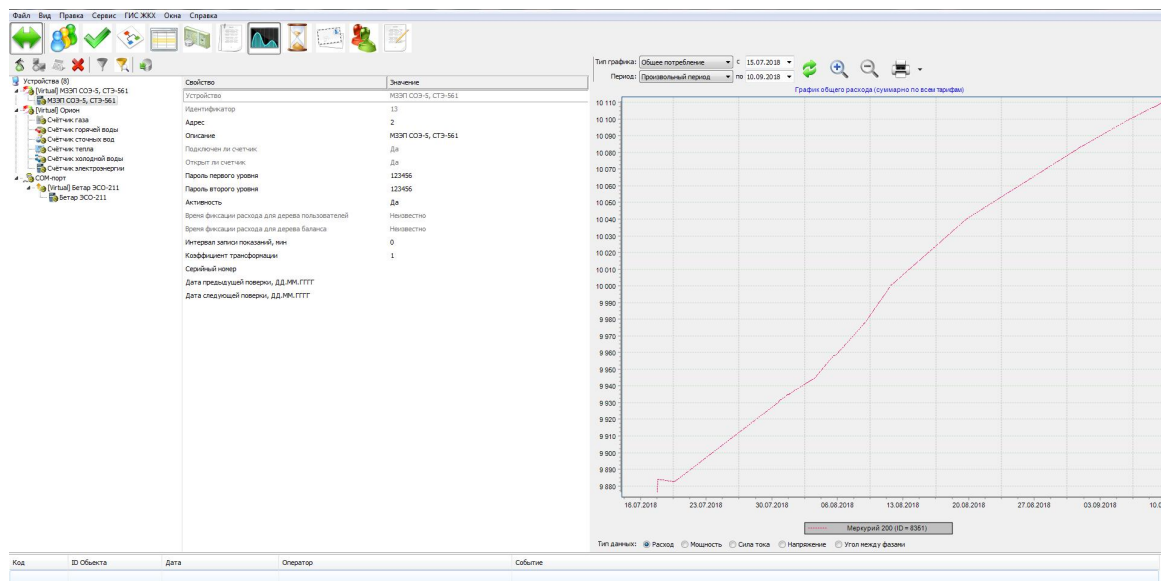 Файл Вид Правка Сервис ГИС ЖКХ Окна Справка
Устройства (8)
[Virtual] МЗЭП СОЭ-5, СТЭ-561
МЗЭП СОЭ-5, СТЭ-561
[Virtual] Орион
Счётчик газа
Счётчик горячей воды
Счётчик сточных вод
Счётчик тепла
Счётчик холодной воды
Счётчик электроэнергии
COM-порт
[Virtual] Бетар ЭСО-211
Бетар ЭСО-211
Свойство Значение
Устройство МЗЭП СОЭ-5, СТЭ-561
Идентификатор 13
Адрес 2
Описание МЗЭП СОЭ-5, СТЭ-561
Подключен ли счетчик Да
Открыт ли счетчик Да
Пароль первого уровня 123456
Пароль второго уровня 123456
Активность Да
Время фиксации расхода для дерева пользователей Неизвестно
Время фиксации расхода для дерева баланса Неизвестно
Интервал записи показаний, мин 0
Коэффициент трансформации 1
Серийный номер
Дата предыдущей поверки, ДД.ММ.ГГГГ
Дата следующей поверки, ДД.ММ.ГГГГ
Тип графика: Общее потребление с 15.07.2018
Период: Произвольный период по 10.09.2018
График общего расхода (суммарно по всем тарифам)
10 110
10 100
10 090
10 080
10 070
10 060
10 050
10 040
10 030
10 020
10 010
10 000
9 990
9 980
9 970
9 960
9 950
9 940
9 930
9 920
9 910
9 900
9 890
9 880
16.07.2018 23.07.2018 30.07.2018 06.08.2018 13.08.2018 20.08.2018 27.08.2018 03.09.2018 10.0
Меркурий 200 (ID = 8351)
Тип данных: Расход Мощность Сила тока Напряжение Угол между фазами
Код ID Объекта Дата Оператор Событие